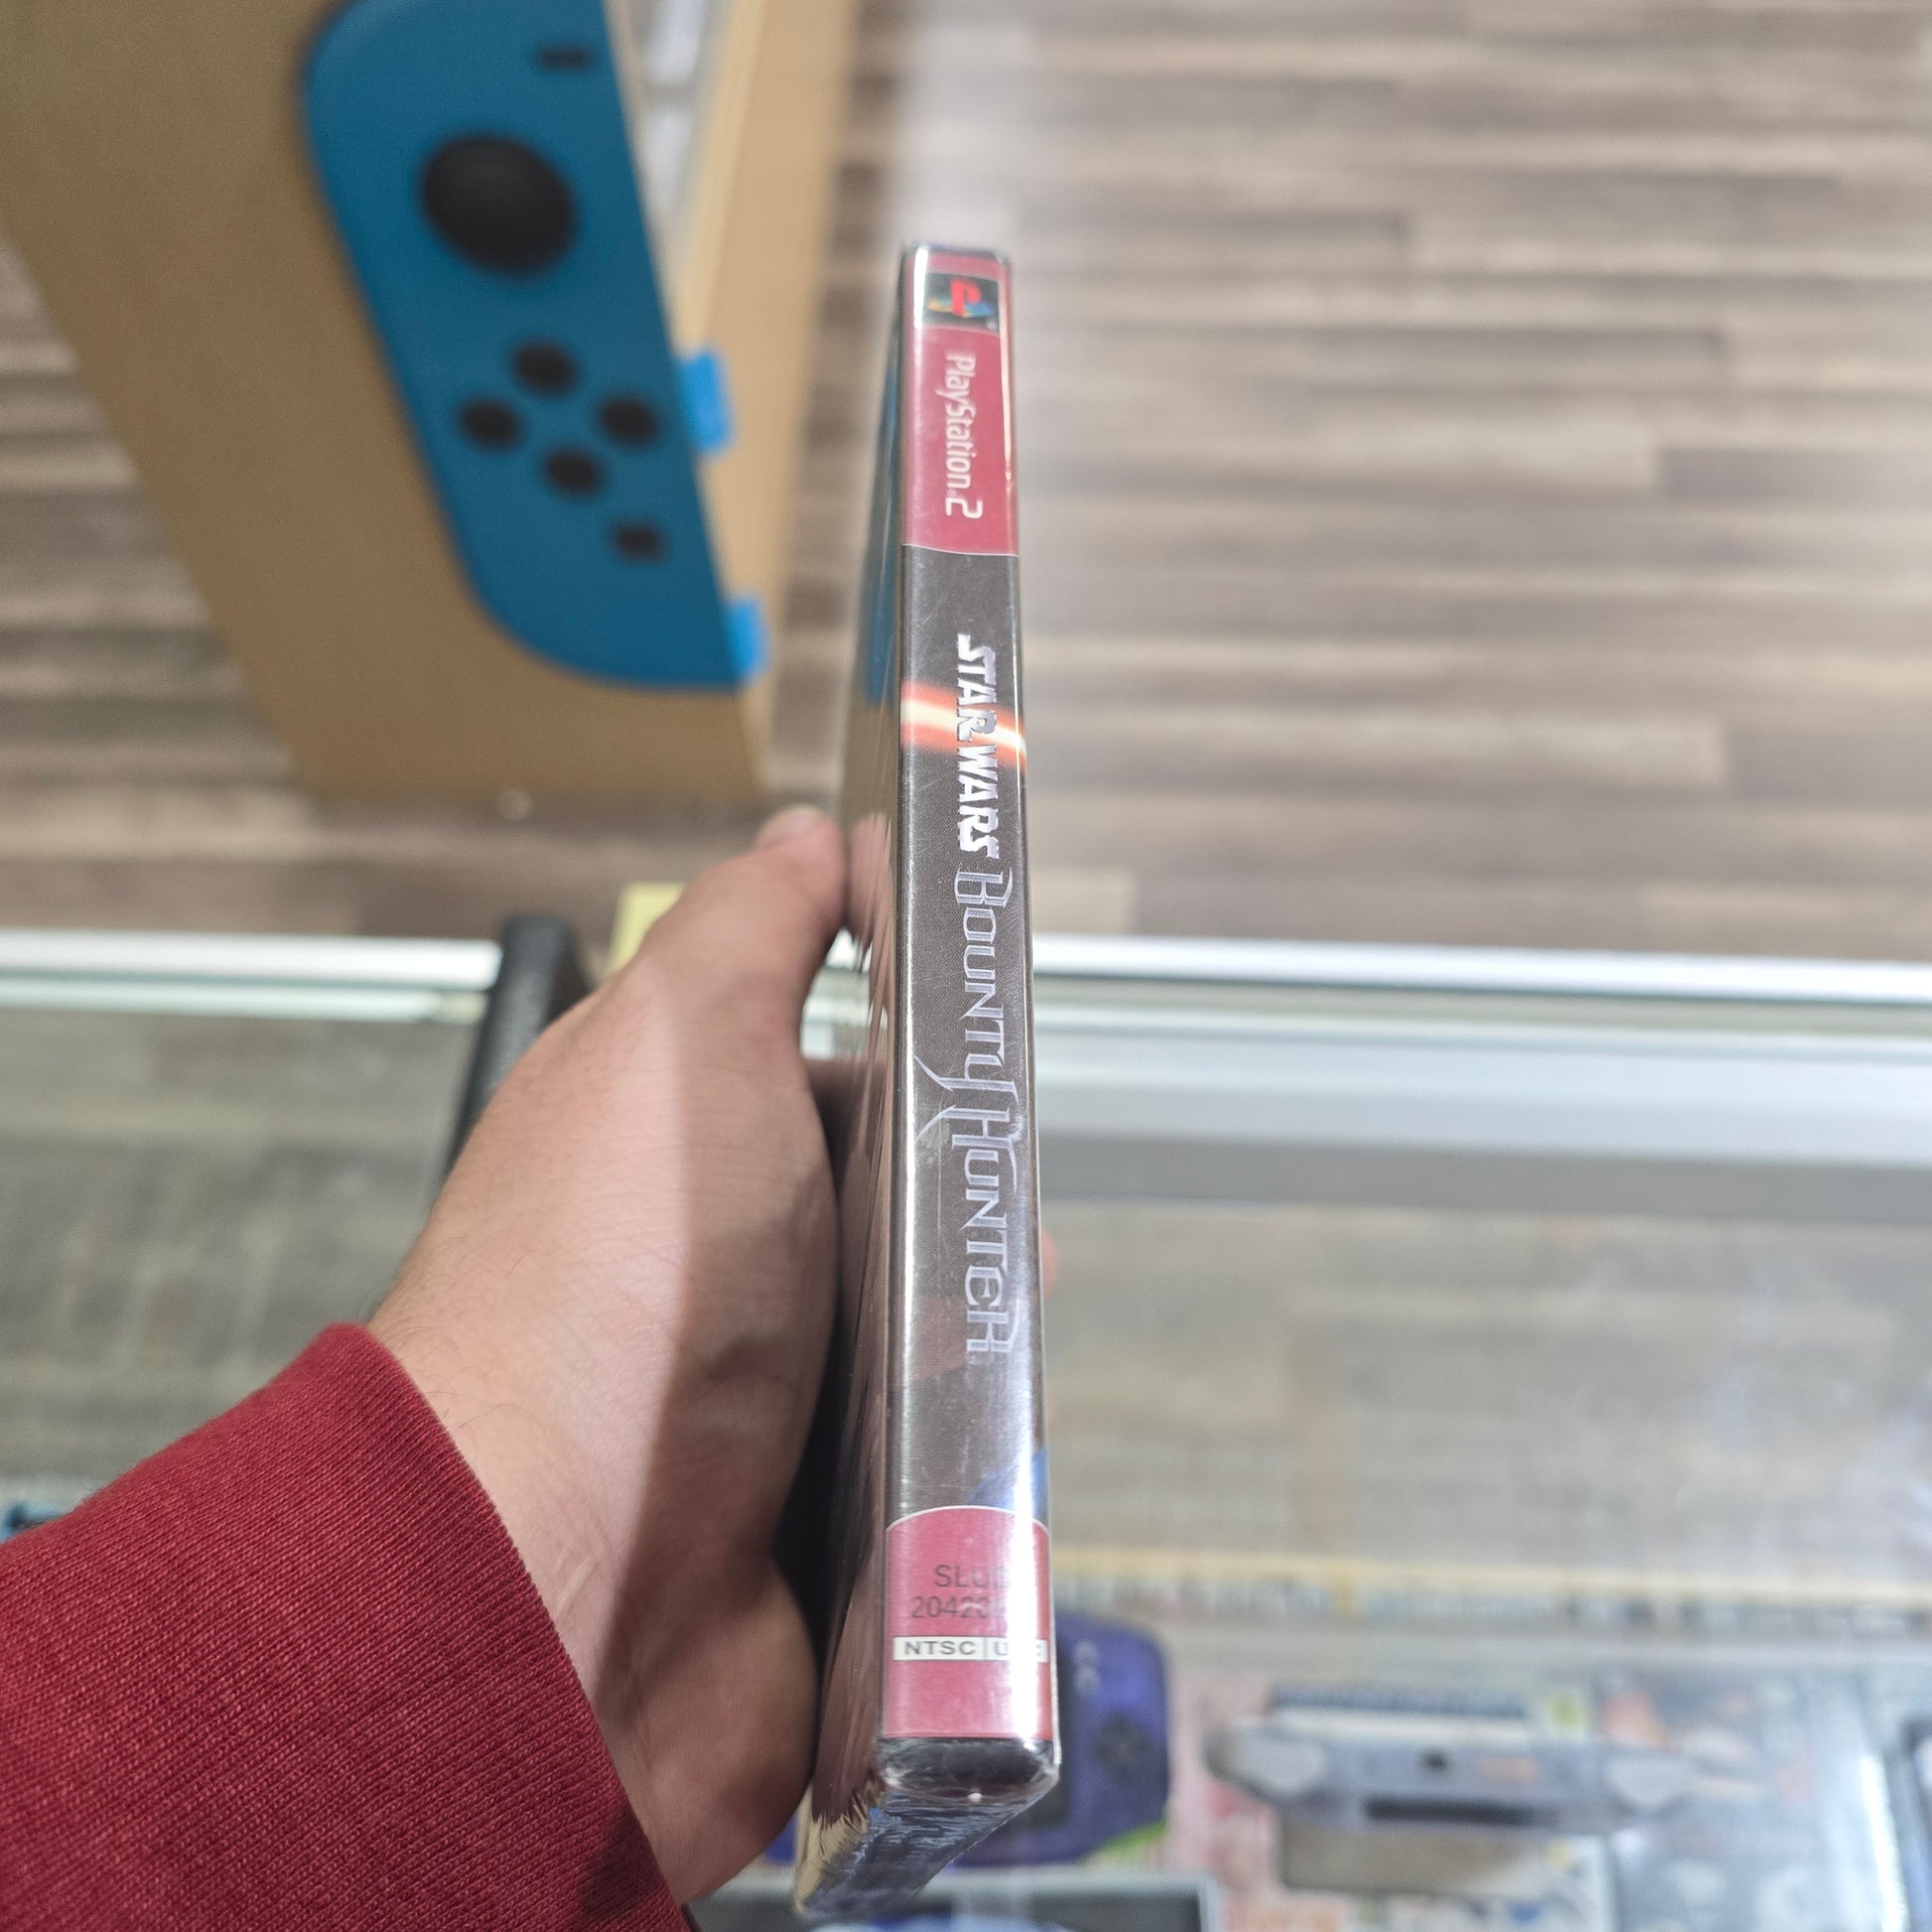 PlayStation.2
STAR WARS BOUNTY HUNTER
NTSC